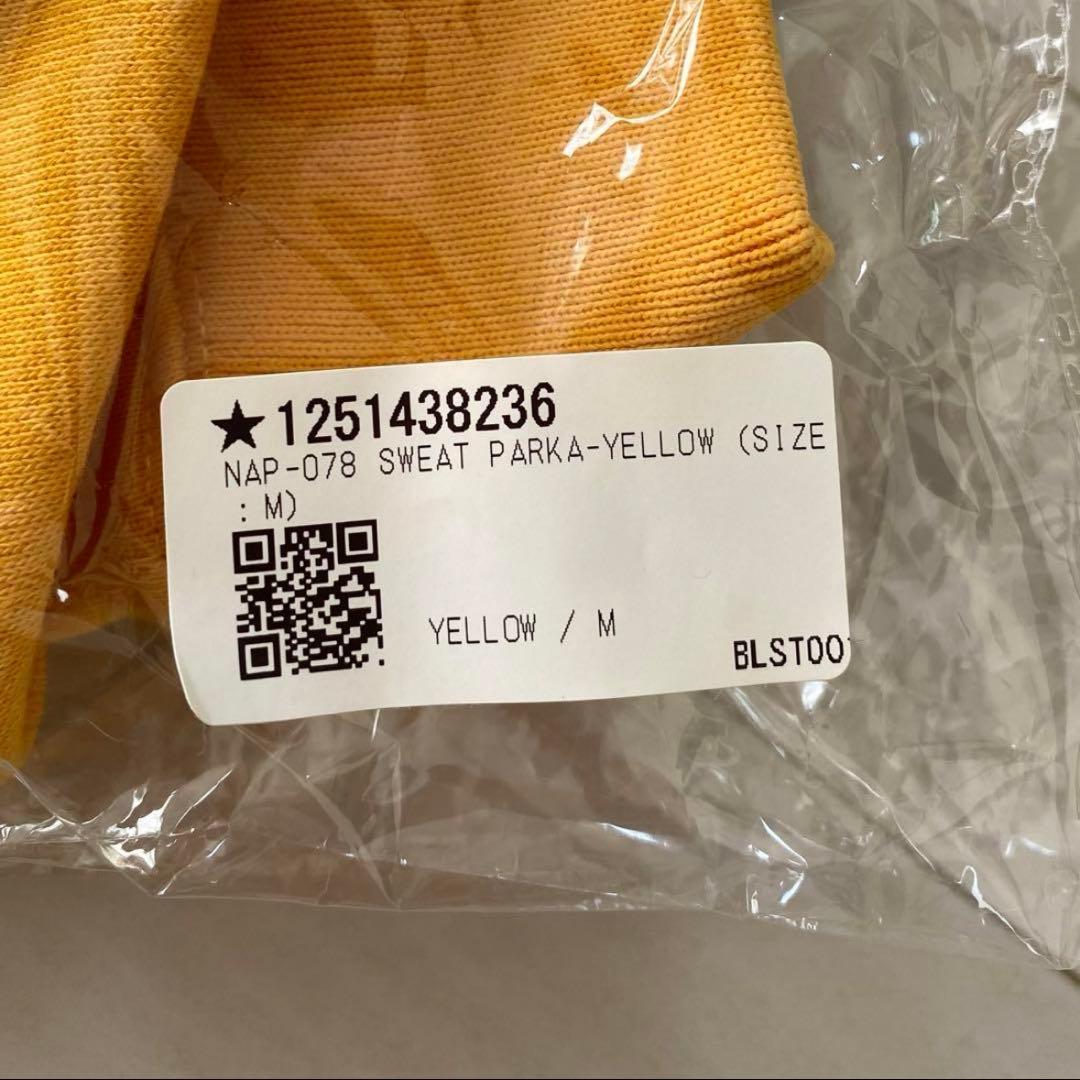 ★1251438236
NAP-078 SWEAT PARKA-YELLOW (SIZE
: M)
YELLOW / M
BLST00